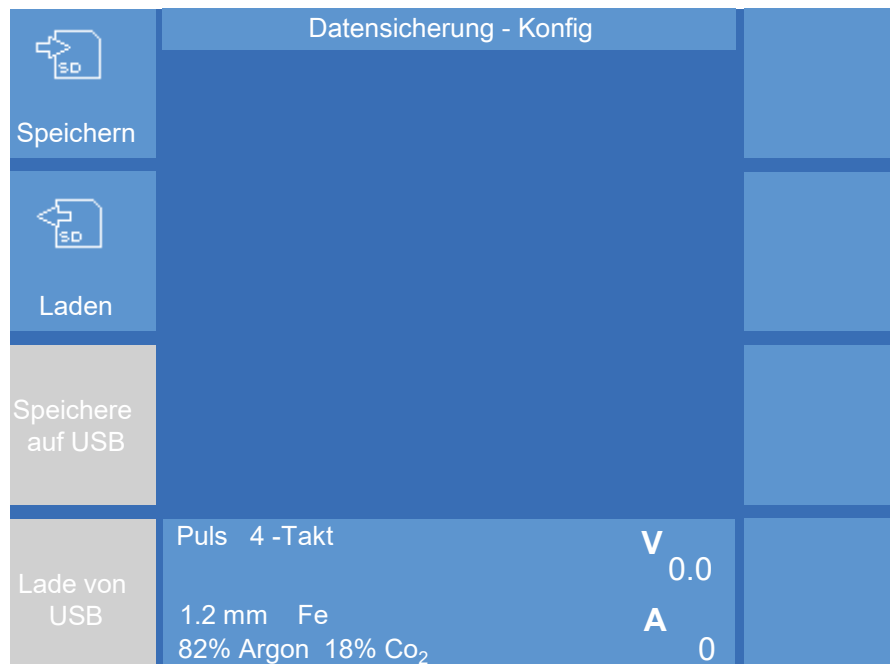 Datensicherung - Konfig
SD
Speichern
SD
Laden
Speichere
auf USB
Lade von
USB
Puls 4 -Takt
V
0.0
1.2 mm Fe
A
82% Argon 18% Co₂
0